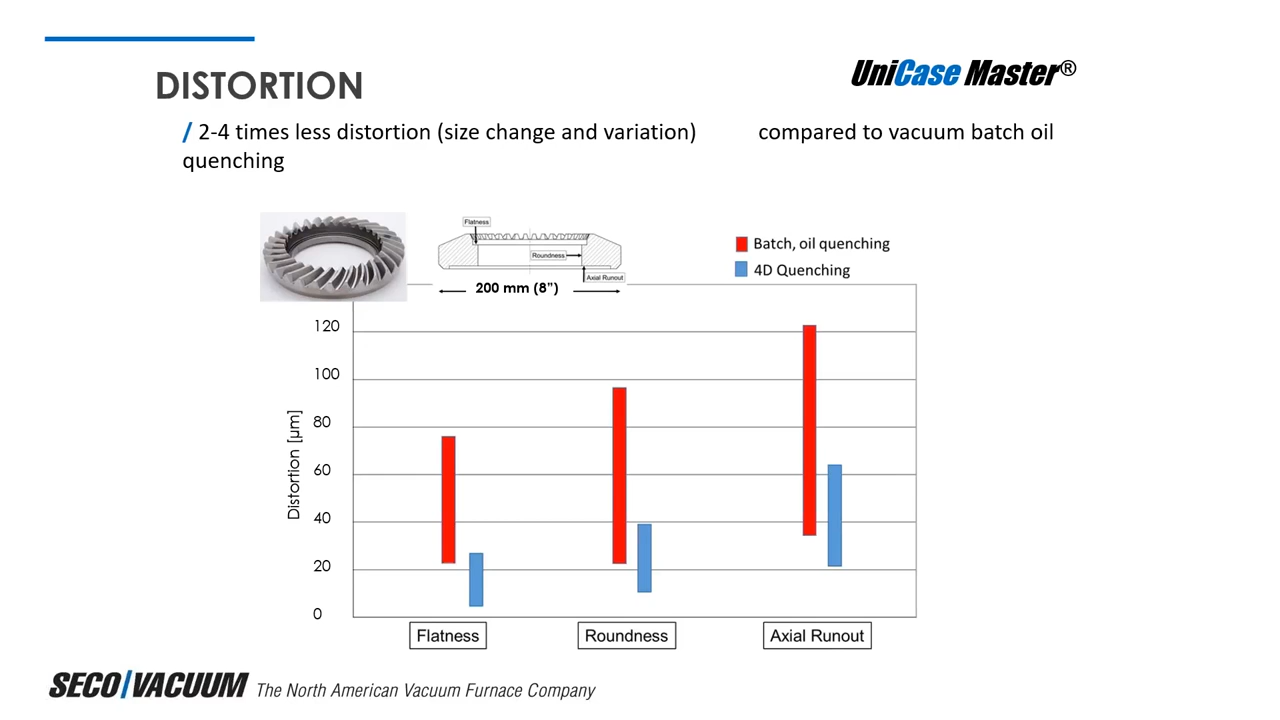 DISTORTION
UniCase Master®
/ 2-4 times less distortion (size change and variation) compared to vacuum batch oil
quenching
Flatness
Roundness
Axial Runout
200 mm (8”)
Batch, oil quenching
4D Quenching
Distortion [µm]
120
100
80
60
40
20
0
Flatness
Roundness
Axial Runout
SECO/VACUUM The North American Vacuum Furnace Company